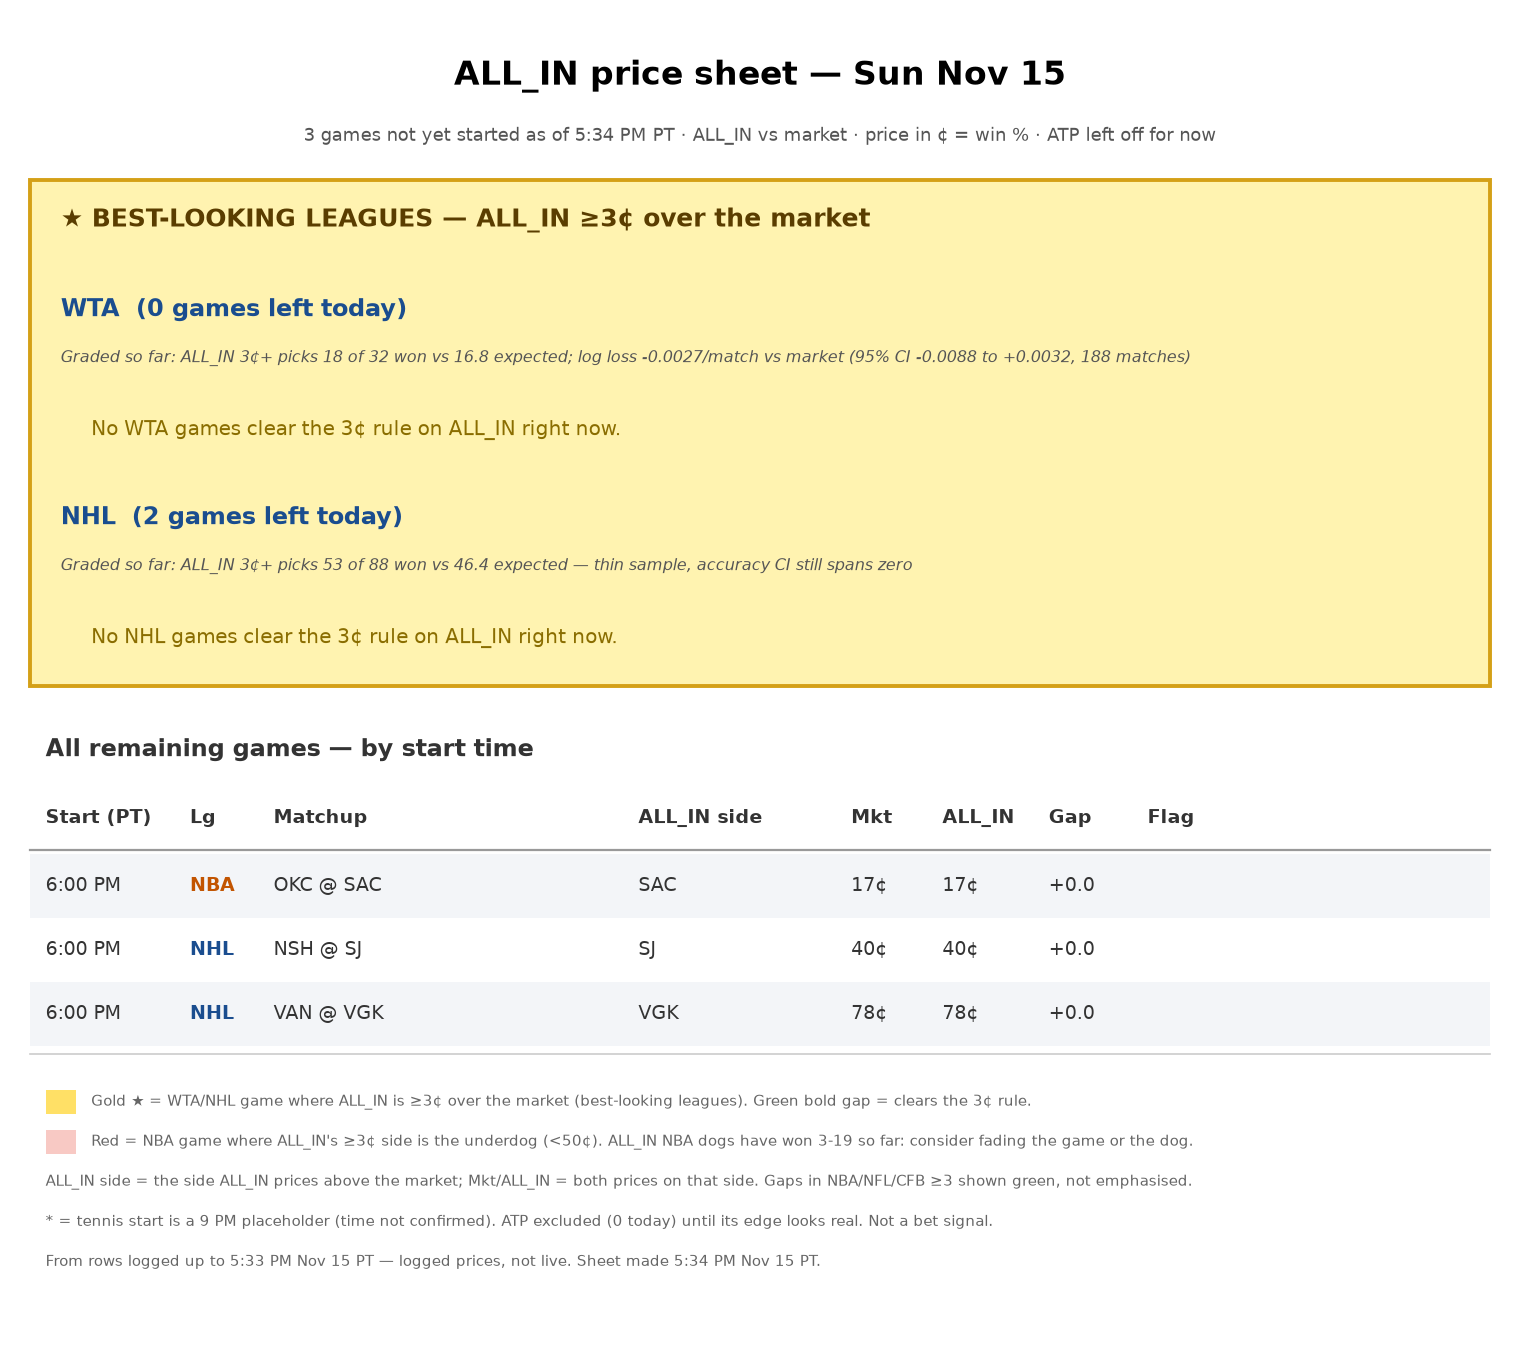 ALL_IN price sheet — Sun Nov 15
3 games not yet started as of 5:34 PM PT · ALL_IN vs market · price in ¢ = win % · ATP left off for now
★ BEST-LOOKING LEAGUES — ALL_IN ≥3¢ over the market
WTA (0 games left today)
Graded so far: ALL_IN 3¢+ picks 18 of 32 won vs 16.8 expected; log loss -0.0027/match vs market (95% CI -0.0088 to +0.0032, 188 matches)
No WTA games clear the 3¢ rule on ALL_IN right now.
NHL (2 games left today)
Graded so far: ALL_IN 3¢+ picks 53 of 88 won vs 46.4 expected — thin sample, accuracy CI still spans zero
No NHL games clear the 3¢ rule on ALL_IN right now.
All remaining games — by start time
Start (PT) Lg Matchup ALL_IN side Mkt ALL_IN Gap Flag
6:00 PM NBA OKC @ SAC SAC 17¢ 17¢ +0.0
6:00 PM NHL NSH @ SJ SJ 40¢ 40¢ +0.0
6:00 PM NHL VAN @ VGK VGK 78¢ 78¢ +0.0
Gold ★ = WTA/NHL game where ALL_IN is ≥3¢ over the market (best-looking leagues). Green bold gap = clears the 3¢ rule.
Red = NBA game where ALL_IN's ≥3¢ side is the underdog (<50¢). ALL_IN NBA dogs have won 3-19 so far: consider fading the game or the dog.
ALL_IN side = the side ALL_IN prices above the market; Mkt/ALL_IN = both prices on that side. Gaps in NBA/NFL/CFB ≥3 shown green, not emphasised.
* = tennis start is a 9 PM placeholder (time not confirmed). ATP excluded (0 today) until its edge looks real. Not a bet signal.
From rows logged up to 5:33 PM Nov 15 PT — logged prices, not live. Sheet made 5:34 PM Nov 15 PT.